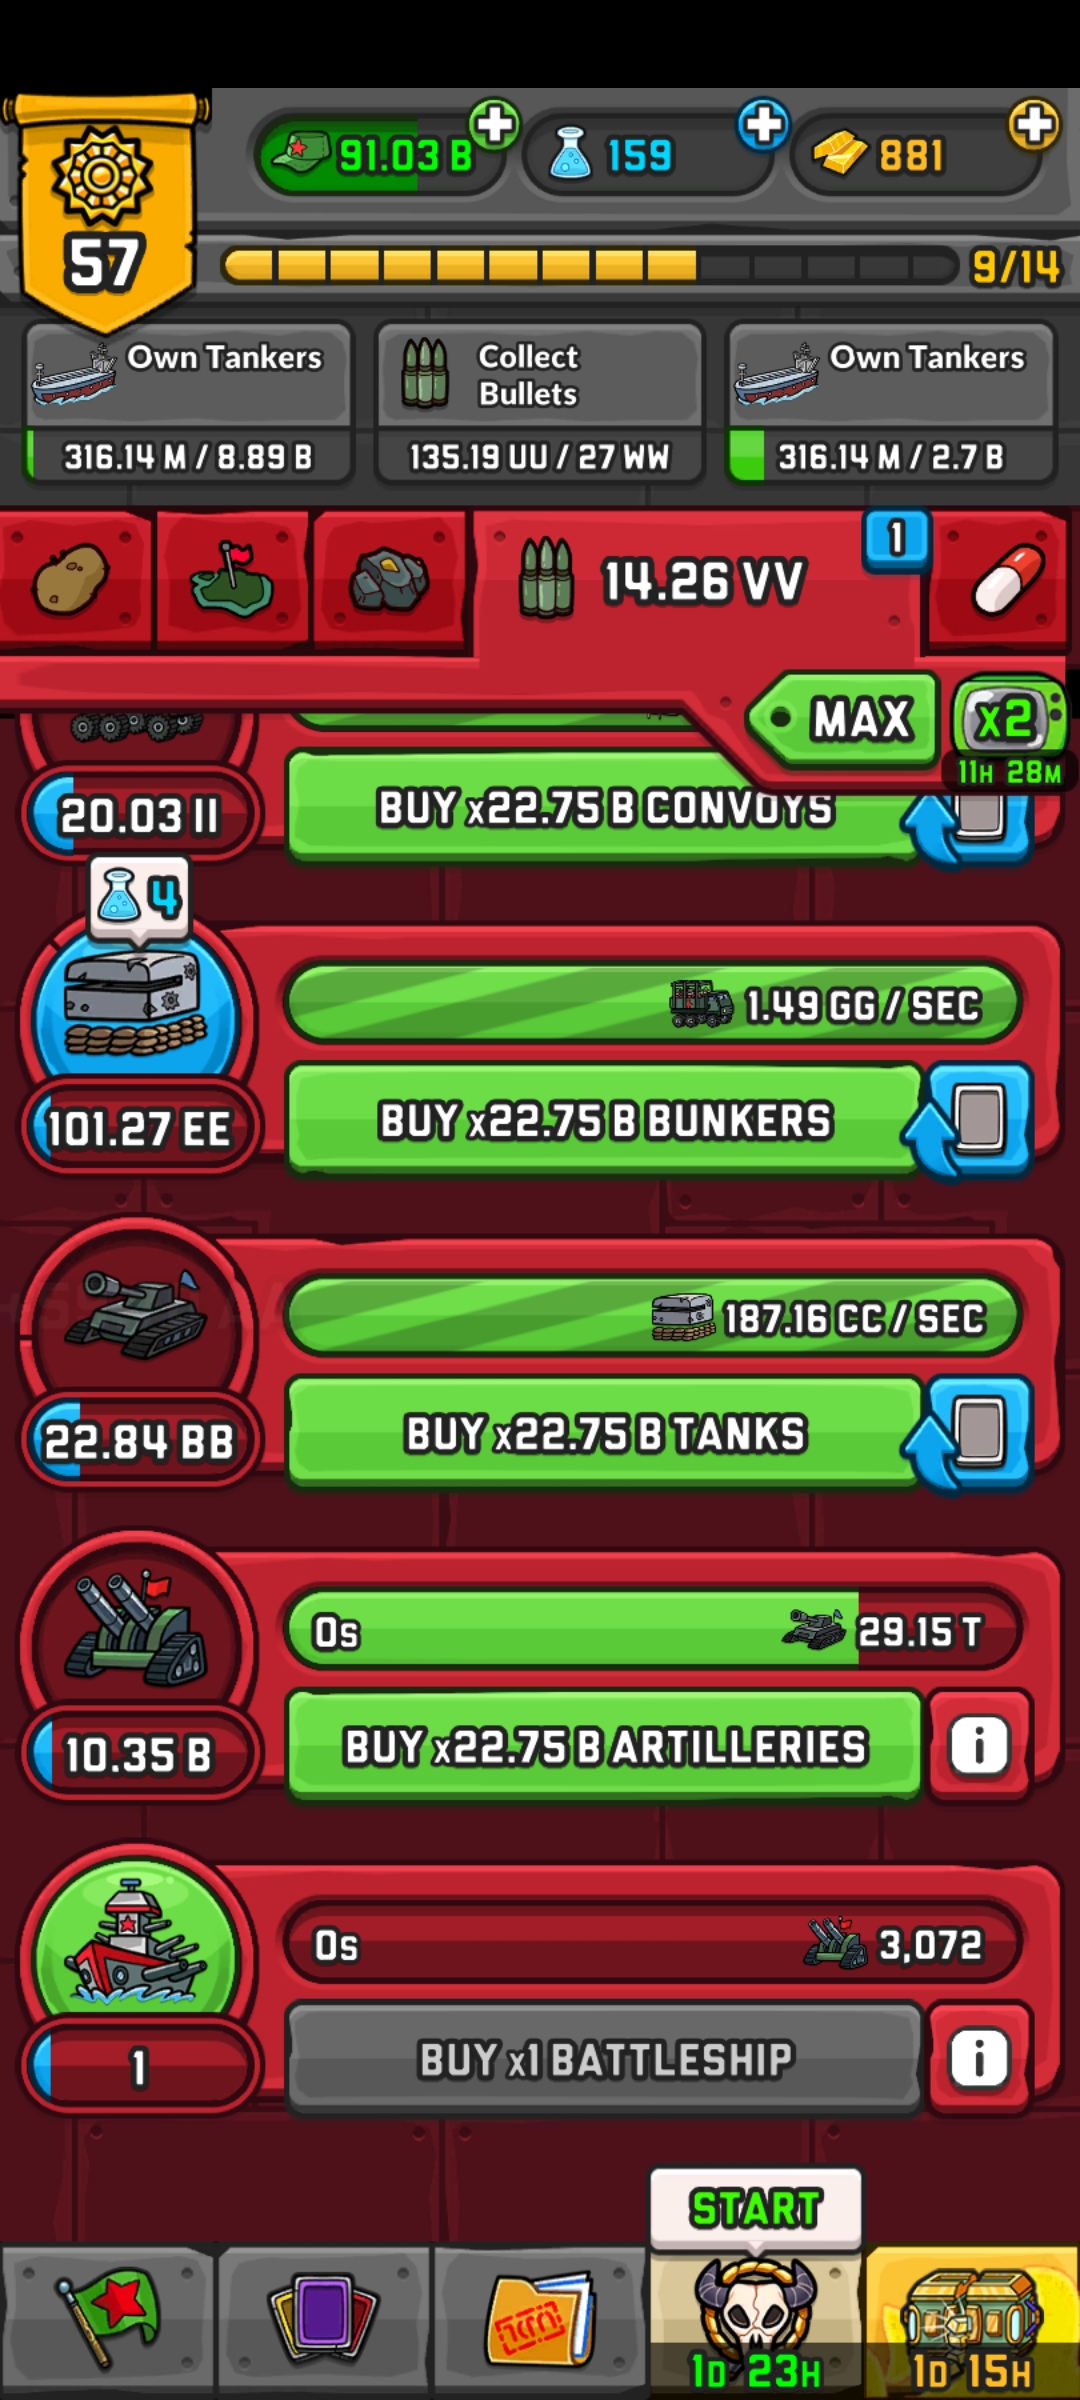 91.03 B
159
881
57
9/14
Own Tankers
316.14 M / 8.89 B
Collect
Bullets
135.19 UU / 27 WW
Own Tankers
316.14 M / 2.7 B
14.26 VV
1
MAX
x2
11H 28M
20.03 II
BUY x22.75 B CONVOYS
4
1.49 GG / SEC
101.27 EE
BUY x22.75 B BUNKERS
187.16 CC / SEC
22.84 BB
BUY x22.75 B TANKS
0s
29.15 T
10.35 B
BUY x22.75 B ARTILLERIES
i
0s
3,072
1
BUY x1 BATTLESHIP
i
START
1D 23H
1D 15H